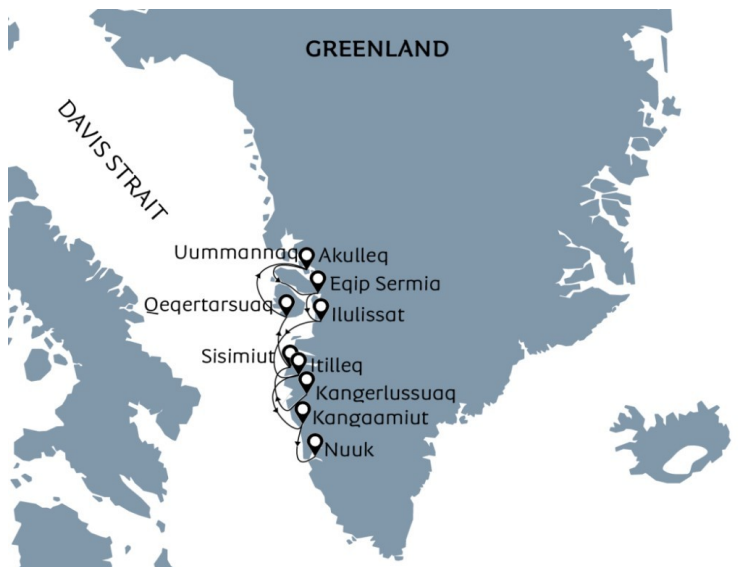 GREENLAND
DAVIS STRAIT
Uummannaq
Akulleq
Eqip Sermia
Qeqertarsuaq
Ilulissat
Sisimiut
Itilleq
Kangerlussuaq
Kangaamiut
Nuuk